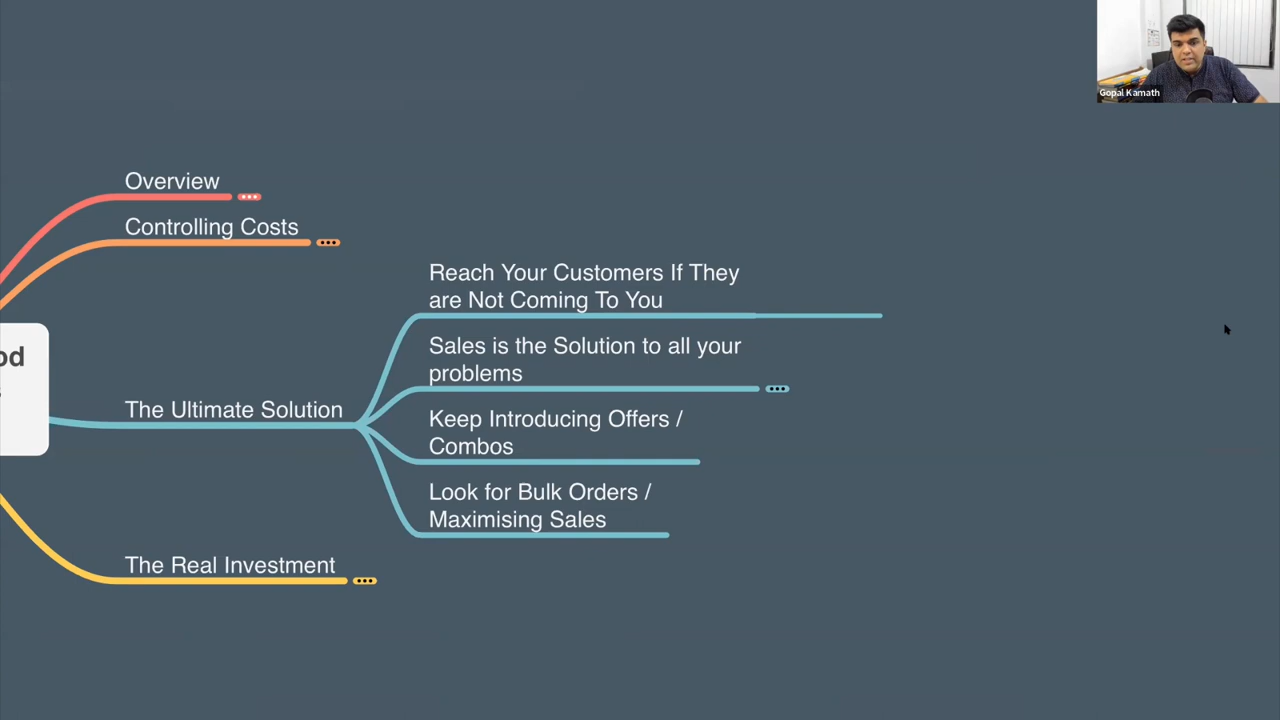 Gopal Kamath
Overview
Controlling Costs
Reach Your Customers If They
are Not Coming To You
od
Sales is the Solution to all your
problems
The Ultimate Solution
Keep Introducing Offers /
Combos
Look for Bulk Orders /
Maximising Sales
The Real Investment